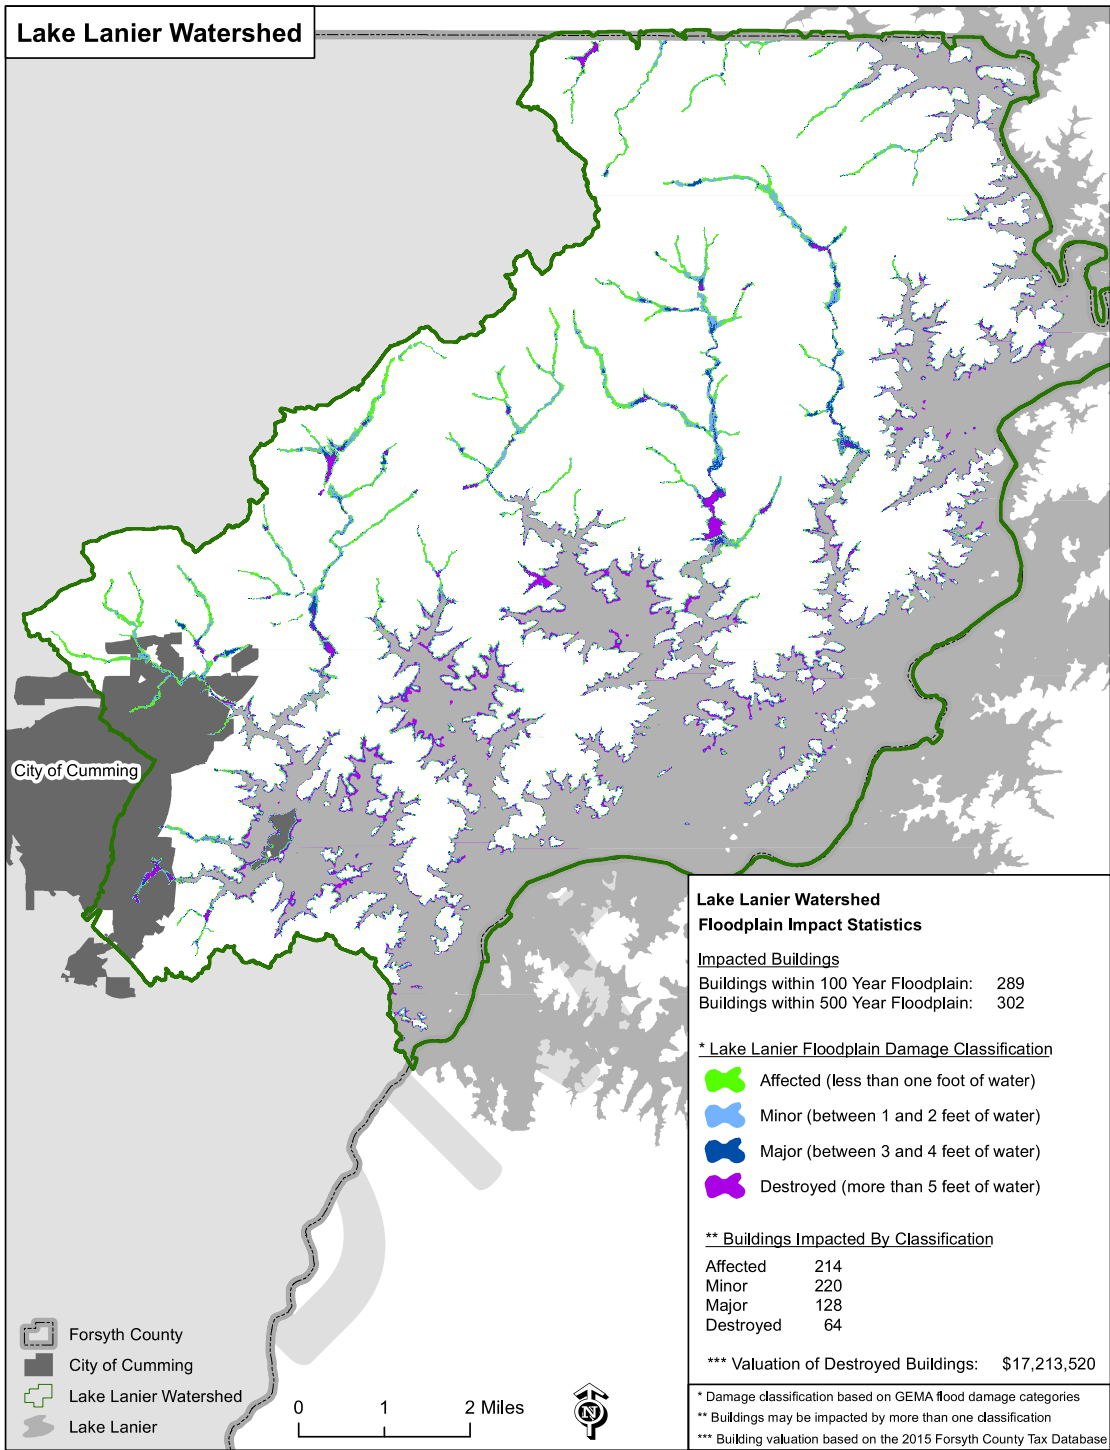 Lake Lanier Watershed
City of Cumming
Lake Lanier Watershed
Floodplain Impact Statistics
Impacted Buildings
Buildings within 100 Year Floodplain: 289
Buildings within 500 Year Floodplain: 302
* Lake Lanier Floodplain Damage Classification
Affected (less than one foot of water)
Minor (between 1 and 2 feet of water)
Major (between 3 and 4 feet of water)
Destroyed (more than 5 feet of water)
** Buildings Impacted By Classification
Affected 214
Minor 220
Major 128
Destroyed 64
*** Valuation of Destroyed Buildings: $17,213,520
* Damage classification based on GEMA flood damage categories
** Buildings may be impacted by more than one classification
*** Building valuation based on the 2015 Forsyth County Tax Database
Forsyth County
City of Cumming
Lake Lanier Watershed
Lake Lanier
0 1 2 Miles
N